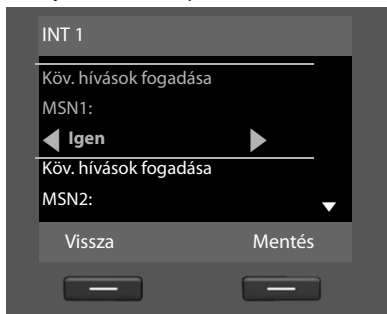 INT 1
Köv. hívások fogadása
MSN1:
Igen
Köv. hívások fogadása
MSN2:
Vissza Mentés